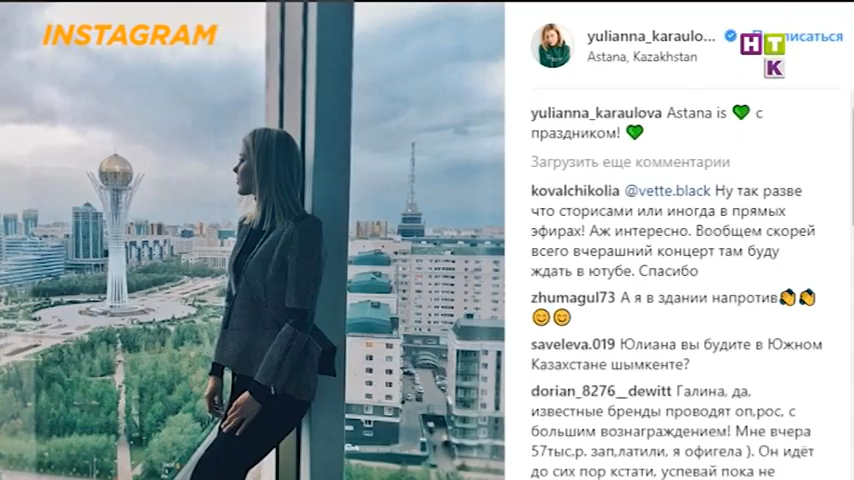 INSTAGRAM
yulianna_karaulo...
Astana, Kazakhstan
НТК
yulianna_karaulova Astana is 💚 с
праздником! 💚
Загрузить еще комментарии
kovalchikolia @vette.black Ну так разве
что сторисами или иногда в прямых
эфирах! Аж интересно. Вообщем скорей
всего вчерашний концерт там буду
ждать в ютубе. Спасибо
zhumagul73 А я в здании напротив👏👏
😊😊
saveleva.019 Юлиана вы будите в Южном
Казахстане шымкенте?
dorian_8276__dewitt Галина, да,
известные бренды проводят оп,рос, с
большим вознаграждением! Мне вчера
57тыс,р. зап,латили, я офигела ). Он идёт
до сих пор кстати, успевай пока не